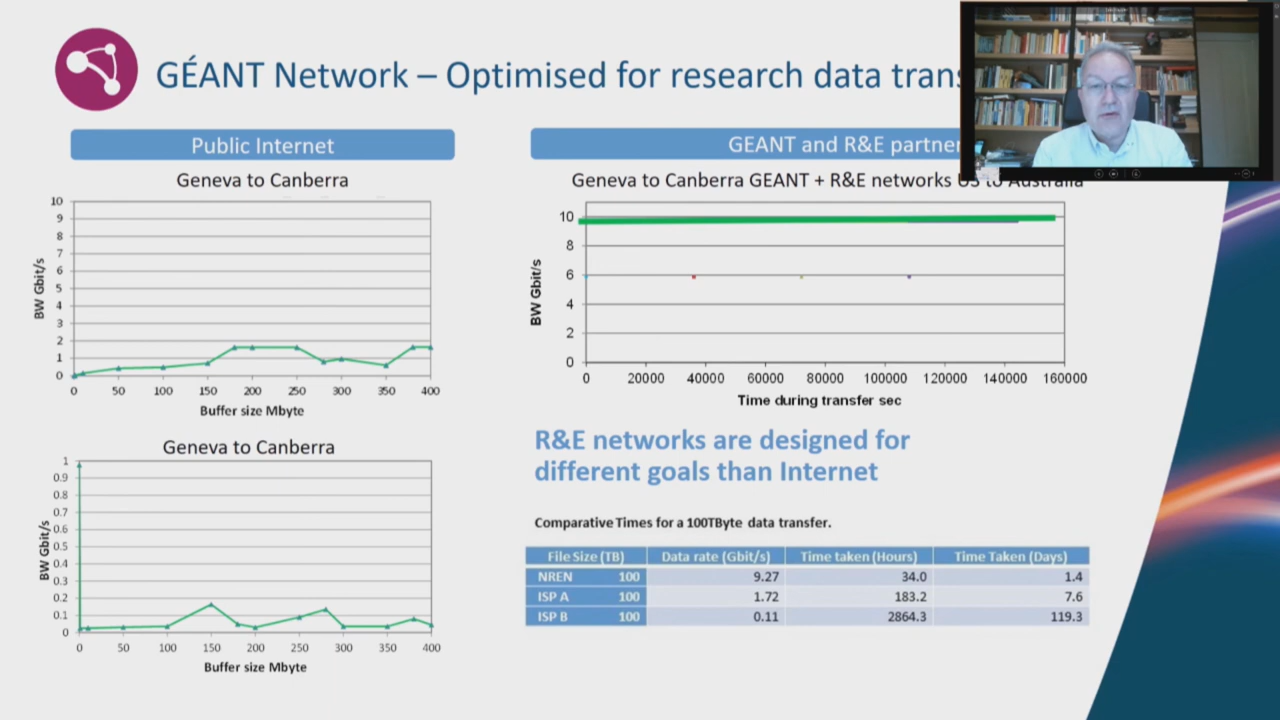 GÉANT Network – Optimised for research data trans
Public Internet
GEANT and R&E partner
Geneva to Canberra
Geneva to Canberra GEANT + R&E networks US to Australia
10
9
8
7
6
5
4
3
2
1
0
BW Gbit/s
0 50 100 150 200 250 300 350 400
Buffer size Mbyte
10
8
6
4
2
0
BW Gbit/s
0 20000 40000 60000 80000 100000 120000 140000 160000
Time during transfer sec
Geneva to Canberra
1
0.9
0.8
0.7
0.6
0.5
0.4
0.3
0.2
0.1
0
BW Gbit/s
0 50 100 150 200 250 300 350 400
Buffer size Mbyte
R&E networks are designed for
different goals than Internet
Comparative Times for a 100TByte data transfer.
File Size (TB) Data rate (Gbit/s) Time taken (Hours) Time Taken (Days)
NREN 100 9.27 34.0 1.4
ISP A 100 1.72 183.2 7.6
ISP B 100 0.11 2864.3 119.3